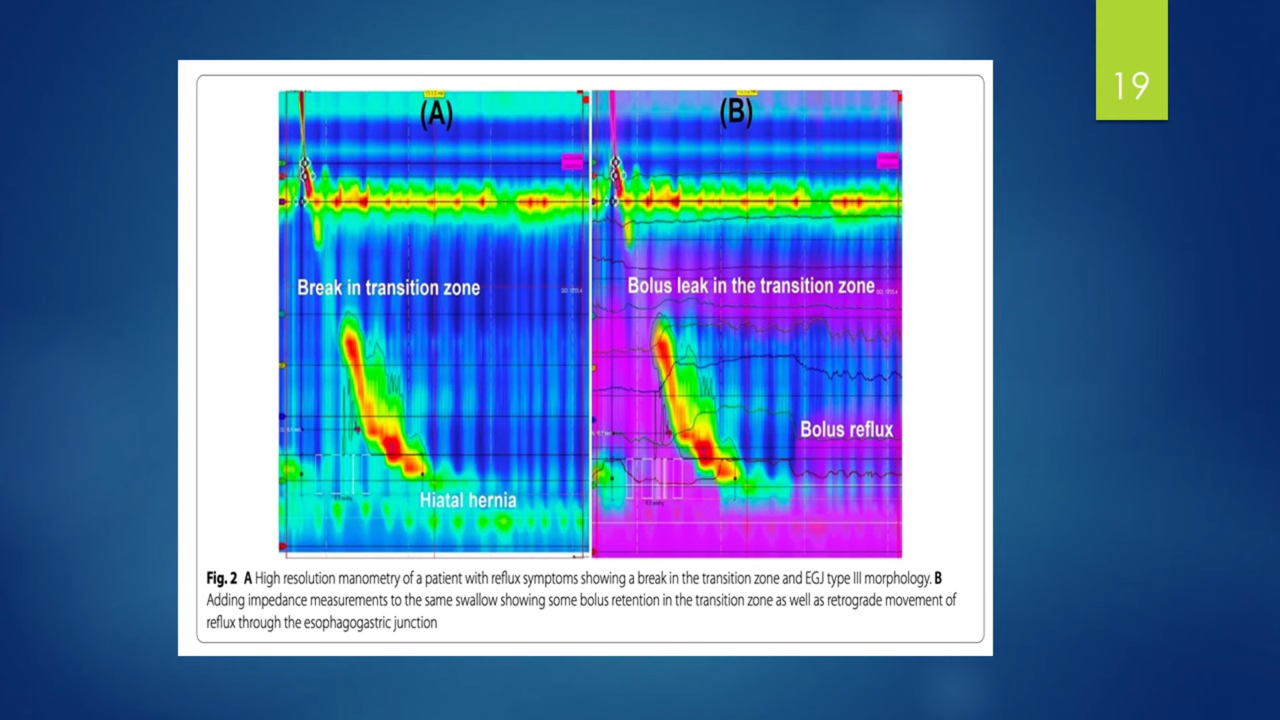 19
(A)
(B)
Break in transition zone
Bolus leak in the transition zone
Bolus reflux
Hiatal hernia
Fig. 2 A High resolution manometry of a patient with reflux symptoms showing a break in the transition zone and EGJ type III morphology. B
Adding impedance measurements to the same swallow showing some bolus retention in the transition zone as well as retrograde movement of
reflux through the esophagogastric junction